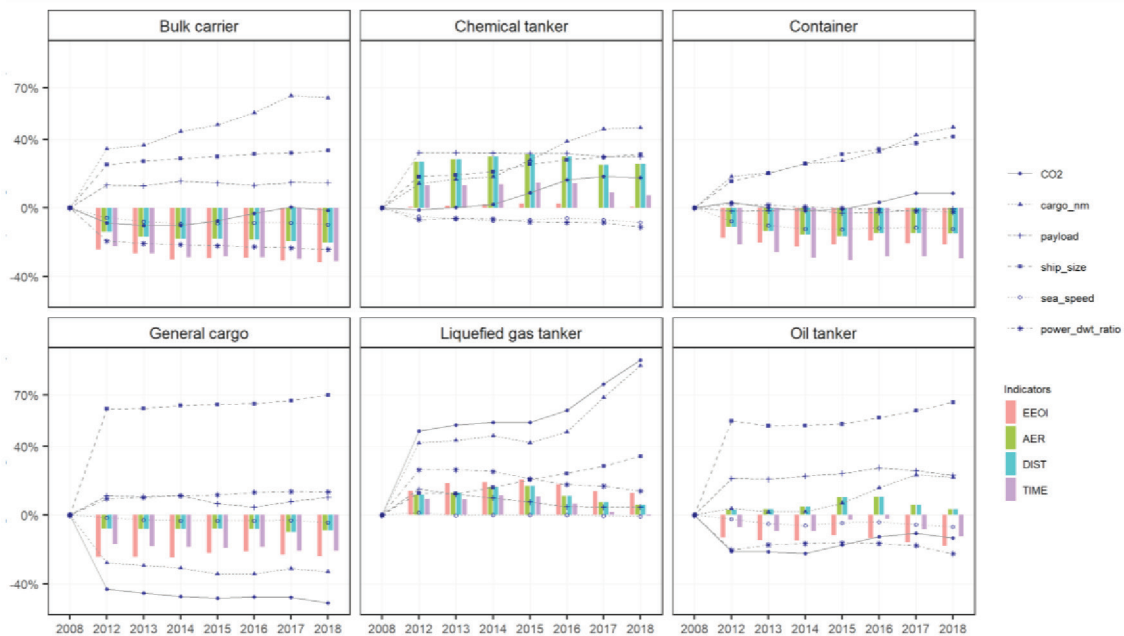 Bulk carrier Chemical tanker Container
70%
40%
0%
-40%
CO2
cargo_nm
payload
ship_size
sea_speed
power_dwt_ratio
General cargo Liquefied gas tanker Oil tanker
70%
40%
0%
-40%
Indicators
EEOI
AER
DIST
TIME
2008 2012 2013 2014 2015 2016 2017 2018 2008 2012 2013 2014 2015 2016 2017 2018 2008 2012 2013 2014 2015 2016 2017 2018